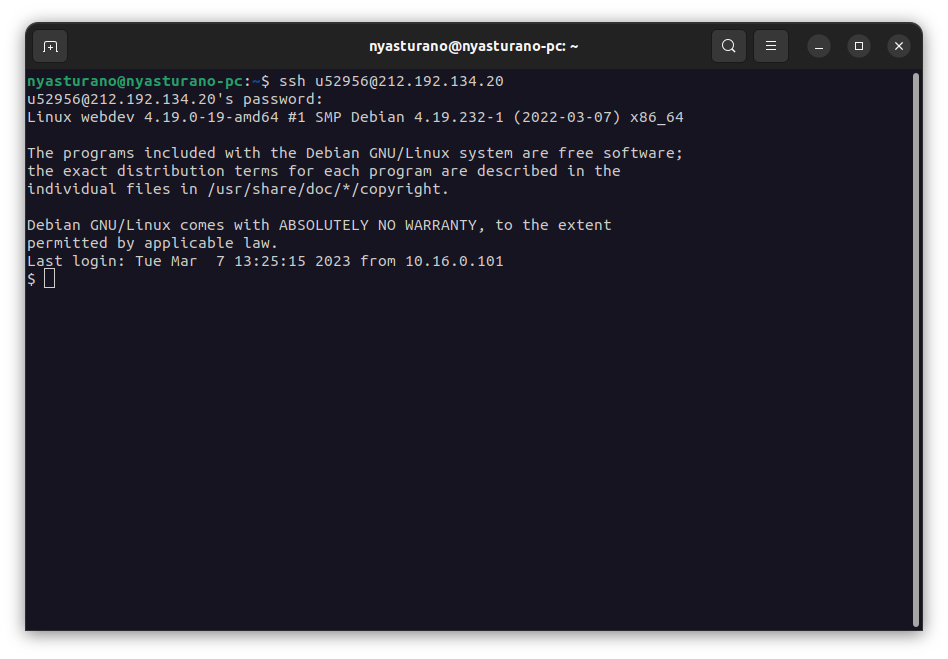 nyasturano@nyasturano-pc: ~
nyasturano@nyasturano-pc:~$ ssh u52956@212.192.134.20
u52956@212.192.134.20's password:
Linux webdev 4.19.0-19-amd64 #1 SMP Debian 4.19.232-1 (2022-03-07) x86_64
The programs included with the Debian GNU/Linux system are free software;
the exact distribution terms for each program are described in the
individual files in /usr/share/doc/*/copyright.
Debian GNU/Linux comes with ABSOLUTELY NO WARRANTY, to the extent
permitted by applicable law.
Last login: Tue Mar  7 13:25:15 2023 from 10.16.0.101
$